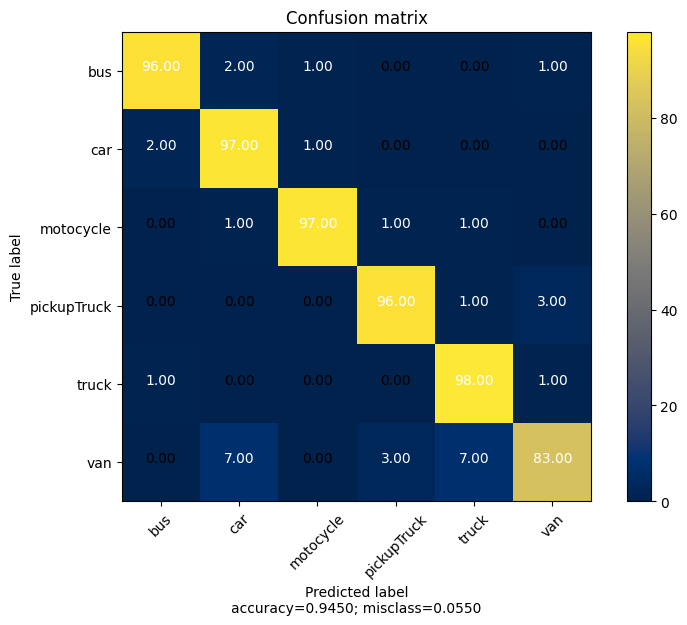 Confusion matrix
bus 96.00 2.00 1.00 0.00 0.00 1.00
car 2.00 97.00 1.00 0.00 0.00 0.00
motocycle 0.00 1.00 97.00 1.00 1.00 0.00
pickupTruck 0.00 0.00 0.00 96.00 1.00 3.00
truck 1.00 0.00 0.00 0.00 98.00 1.00
van 0.00 7.00 0.00 3.00 7.00 83.00
True label
bus car motocycle pickupTruck truck van
Predicted label
accuracy=0.9450; misclass=0.0550
80
60
40
20
0